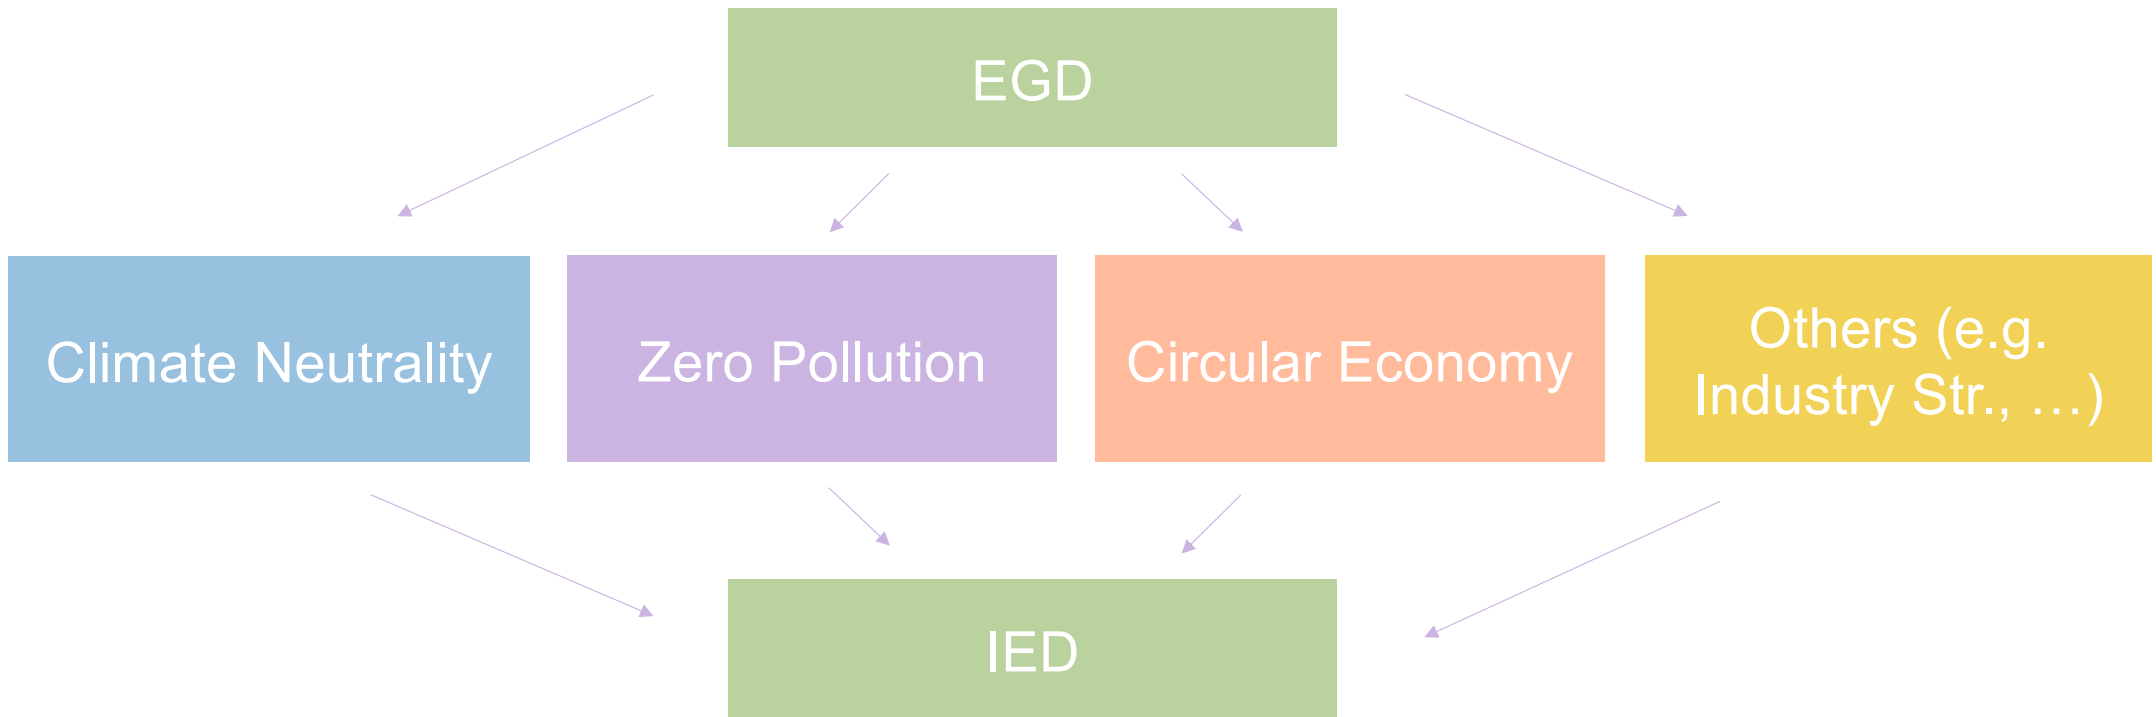 EGD
Climate Neutrality
Zero Pollution
Circular Economy
Others (e.g.
Industry Str., …)
IED